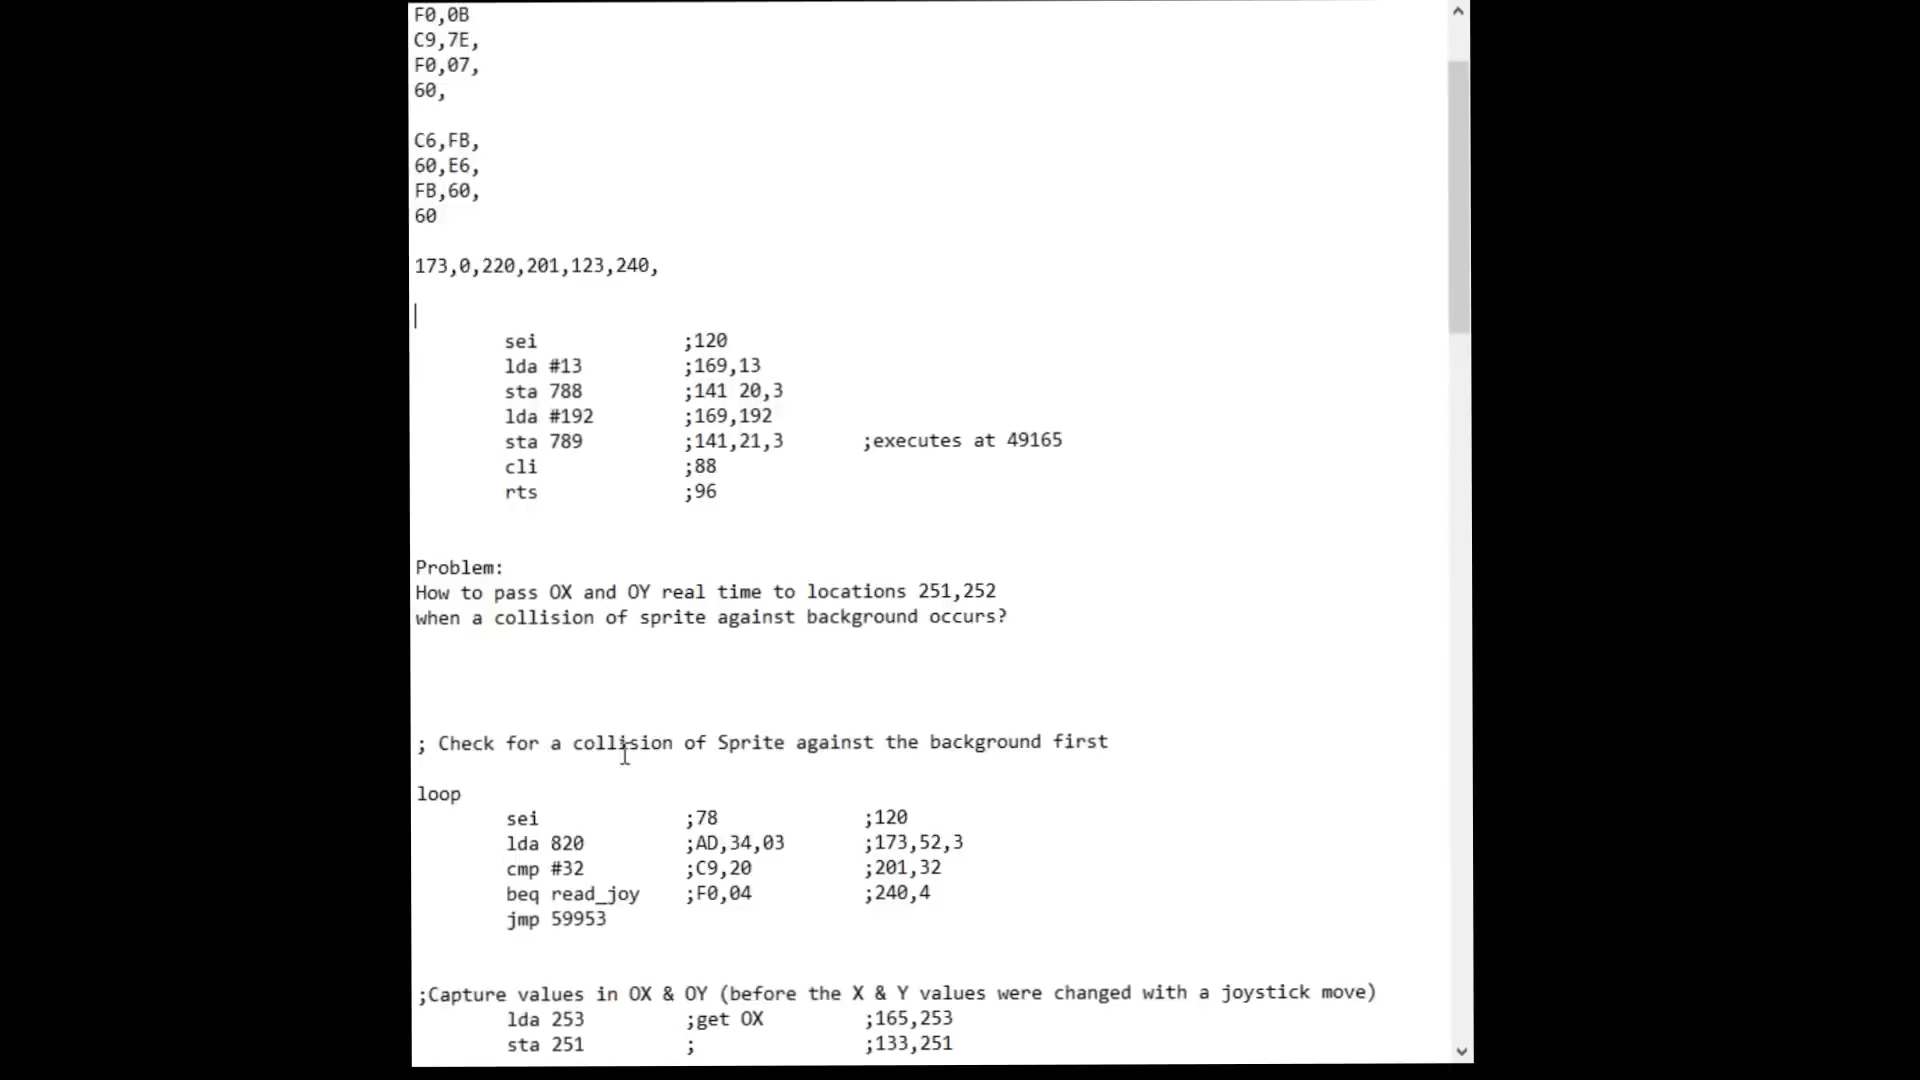 F0,0B
C9,7E,
F0,07,
60,
C6,FB,
60,E6,
FB,60,
60
173,0,220,201,123,240,
sei ;120
lda #13 ;169,13
sta 788 ;141 20,3
lda #192 ;169,192
sta 789 ;141,21,3 ;executes at 49165
cli ;88
rts ;96
Problem:
How to pass OX and OY real time to locations 251,252
when a collision of sprite against background occurs?
; Check for a collision of Sprite against the background first
loop
sei ;78 ;120
lda 820 ;AD,34,03 ;173,52,3
cmp #32 ;C9,20 ;201,32
beq read_joy ;F0,04 ;240,4
jmp 59953
;Capture values in OX & OY (before the X & Y values were changed with a joystick move)
lda 253 ;get OX ;165,253
sta 251 ; ;133,251